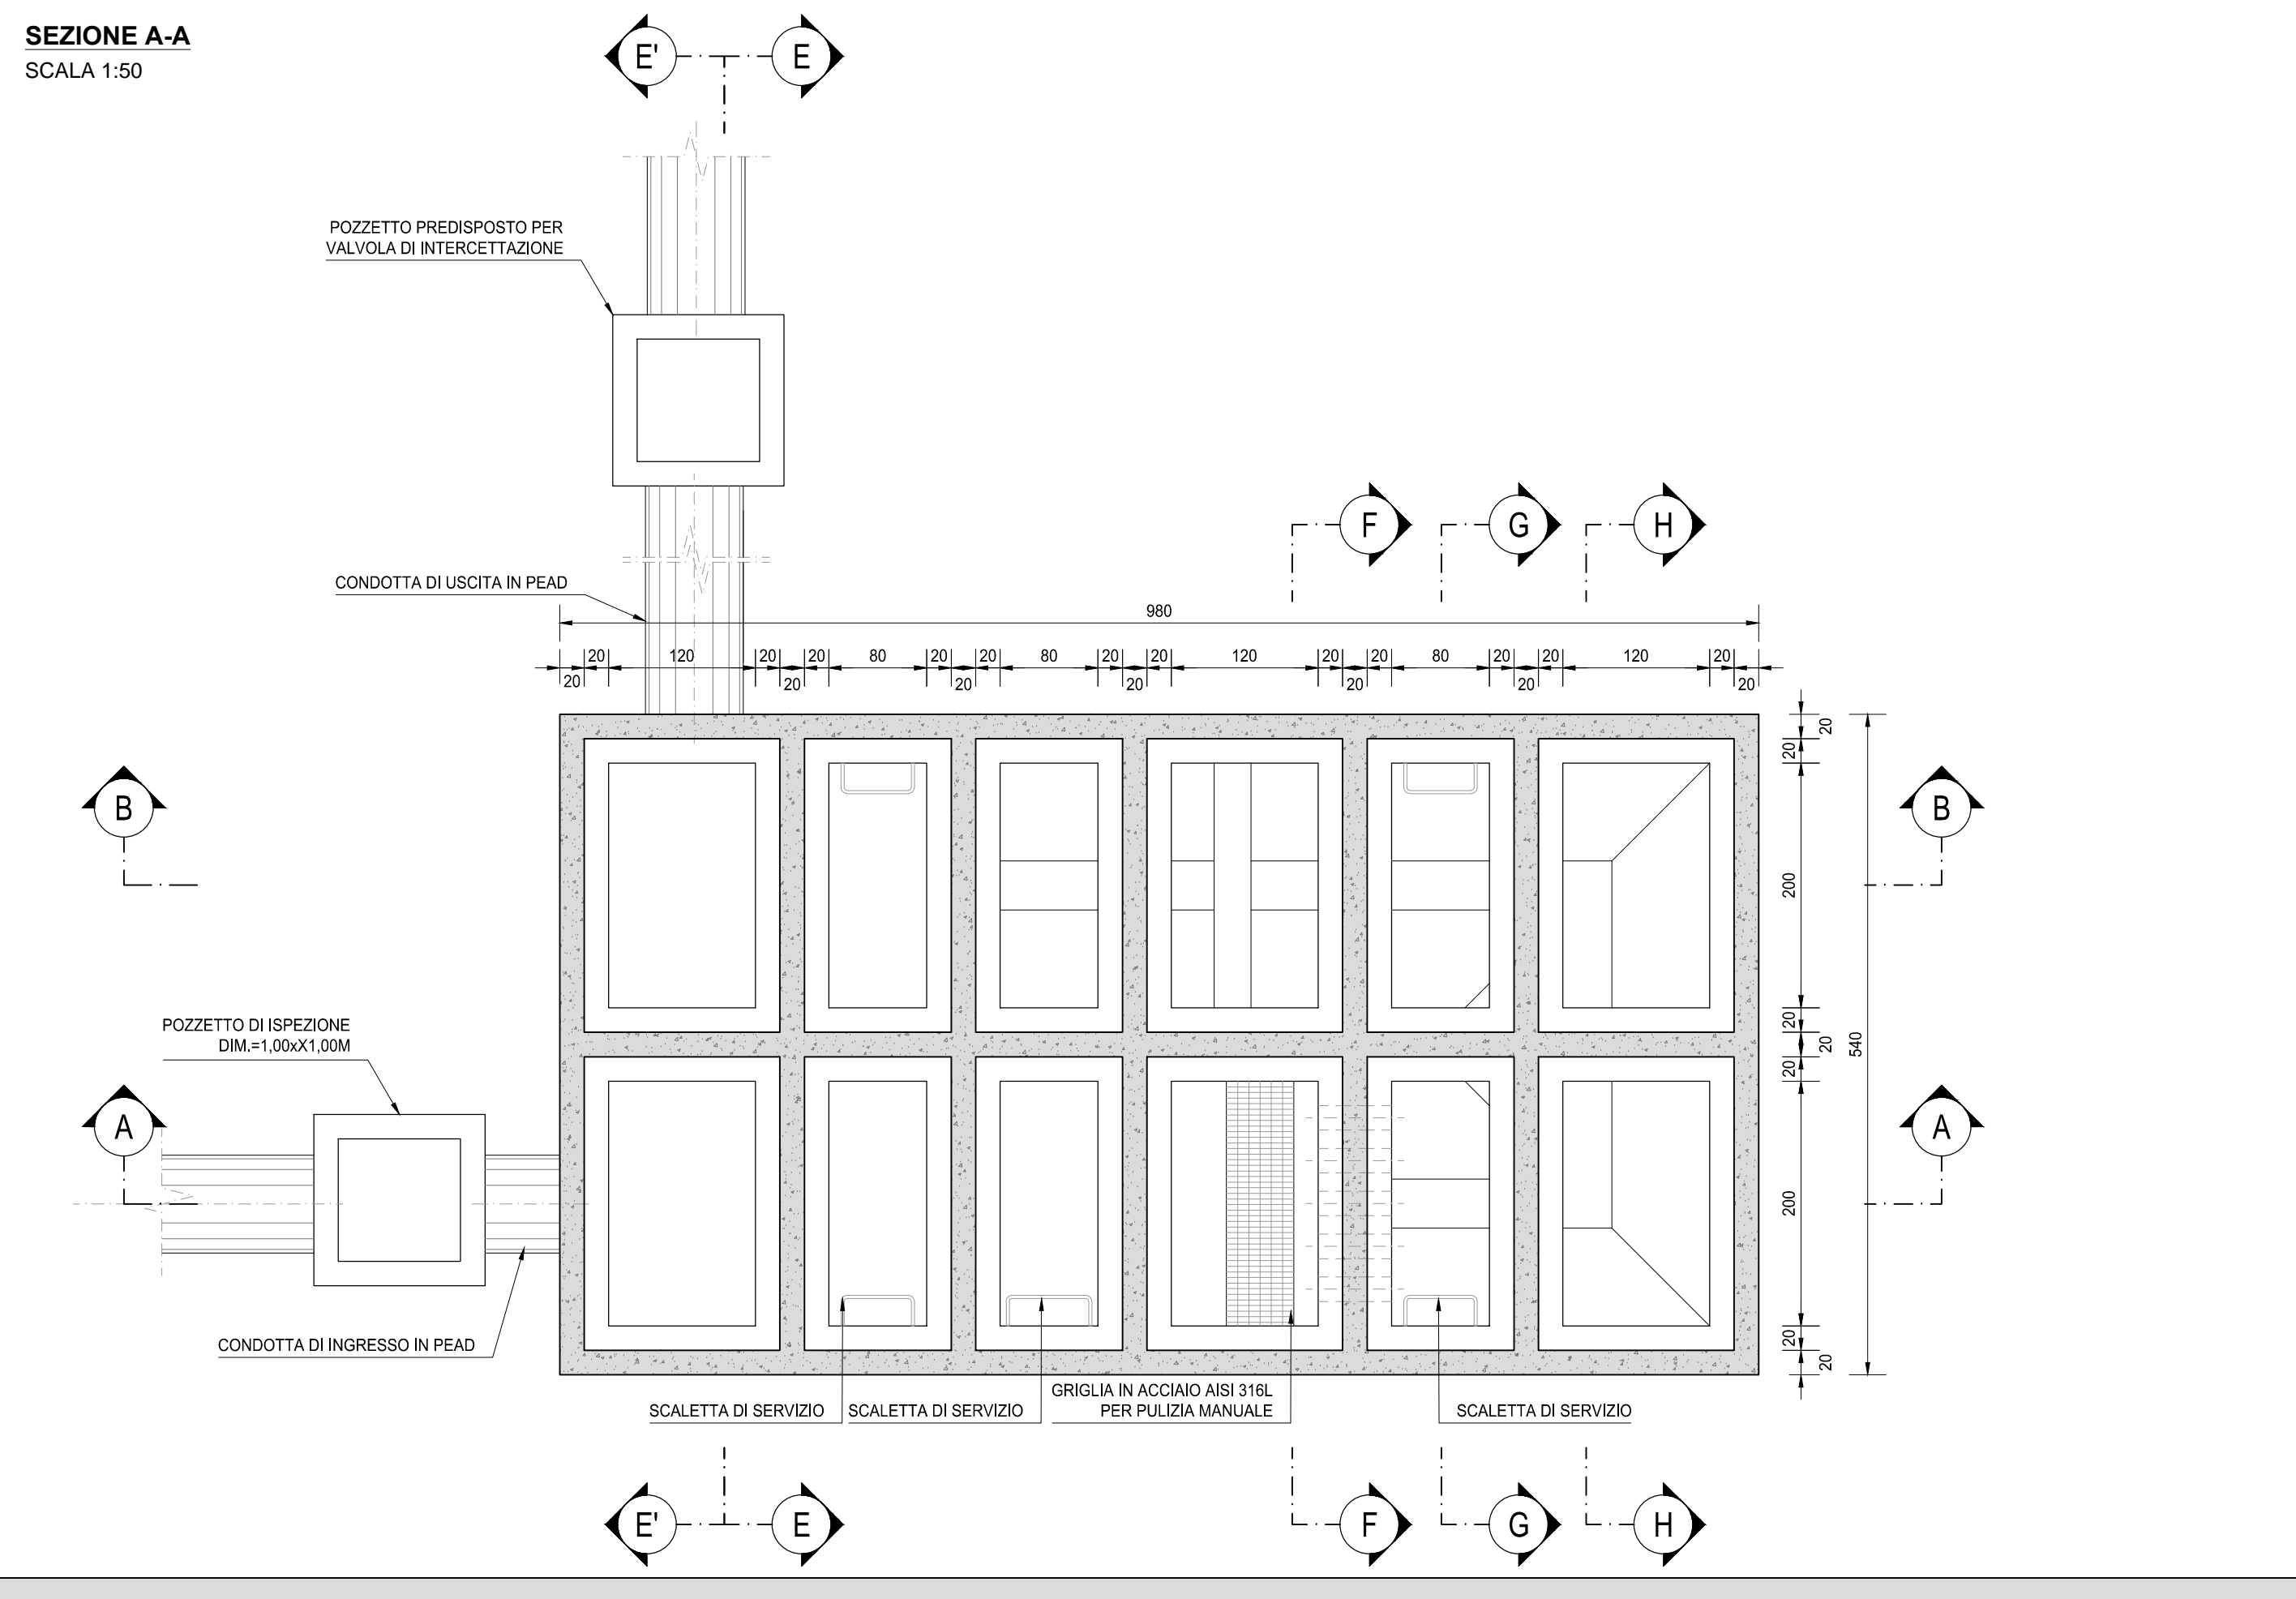 SEZIONE A-A
SCALA 1:50
E'
E
POZZETTO PREDISPOSTO PER
VALVOLA DI INTERCETTAZIONE
F
G
H
CONDOTTA DI USCITA IN PEAD
980
20 120 20 20 80 20 20 80 20 20 120 20 20 80 20 20 120 20
20 20 20 20 20 20 20
20
20
B
B
200
POZZETTO DI ISPEZIONE
DIM.=1,00xX1,00M
20
20
540
20
A
A
200
CONDOTTA DI INGRESSO IN PEAD
20
20
GRIGLIA IN ACCIAIO AISI 316L
PER PULIZIA MANUALE
SCALETTA DI SERVIZIO
SCALETTA DI SERVIZIO
SCALETTA DI SERVIZIO
E'
E
F
G
H